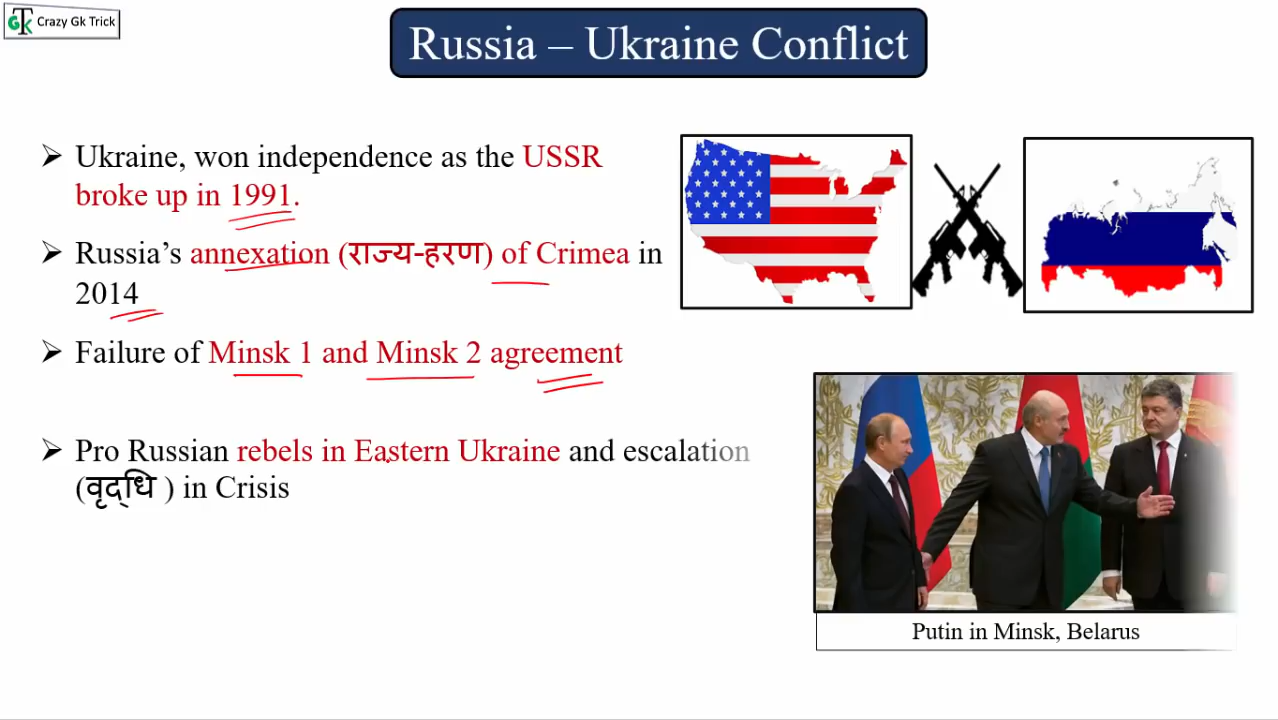 Crazy Gk Trick
Russia – Ukraine Conflict
➢ Ukraine, won independence as the USSR
broke up in 1991.
➢ Russia’s annexation (राज्य-हरण) of Crimea in
2014
➢ Failure of Minsk 1 and Minsk 2 agreement
➢ Pro Russian rebels in Eastern Ukraine and escalation
(वृद्धि ) in Crisis
Putin in Minsk, Belarus